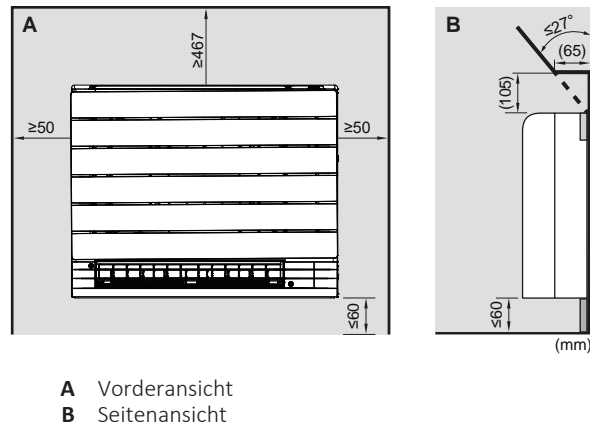 A
≥467
≥50
≥50
≤60
B
≤27°
(65)
(105)
≤60
(mm)
A Vorderansicht
B Seitenansicht